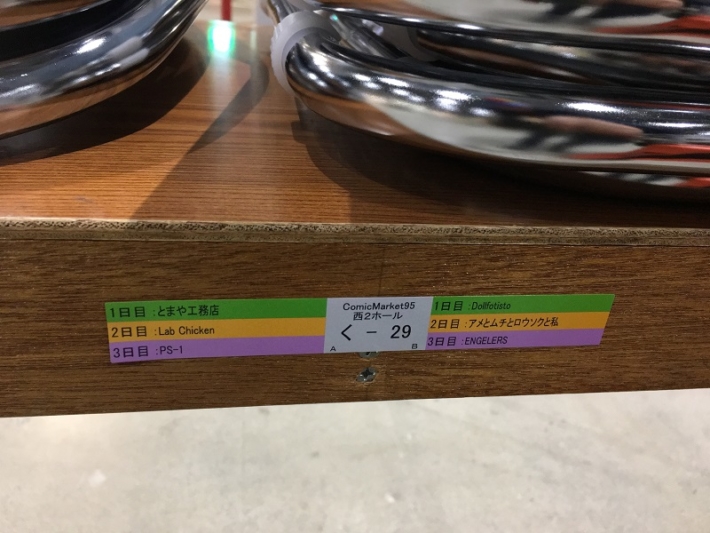 1日目：とまや工務店
2日目：Lab Chicken
3日目：PS-I
ComicMarket95
西2ホール
く－29
A B
1日目：Dollfotisto
2日目：アメとムチとロウソクと私
3日目：ENGELERS